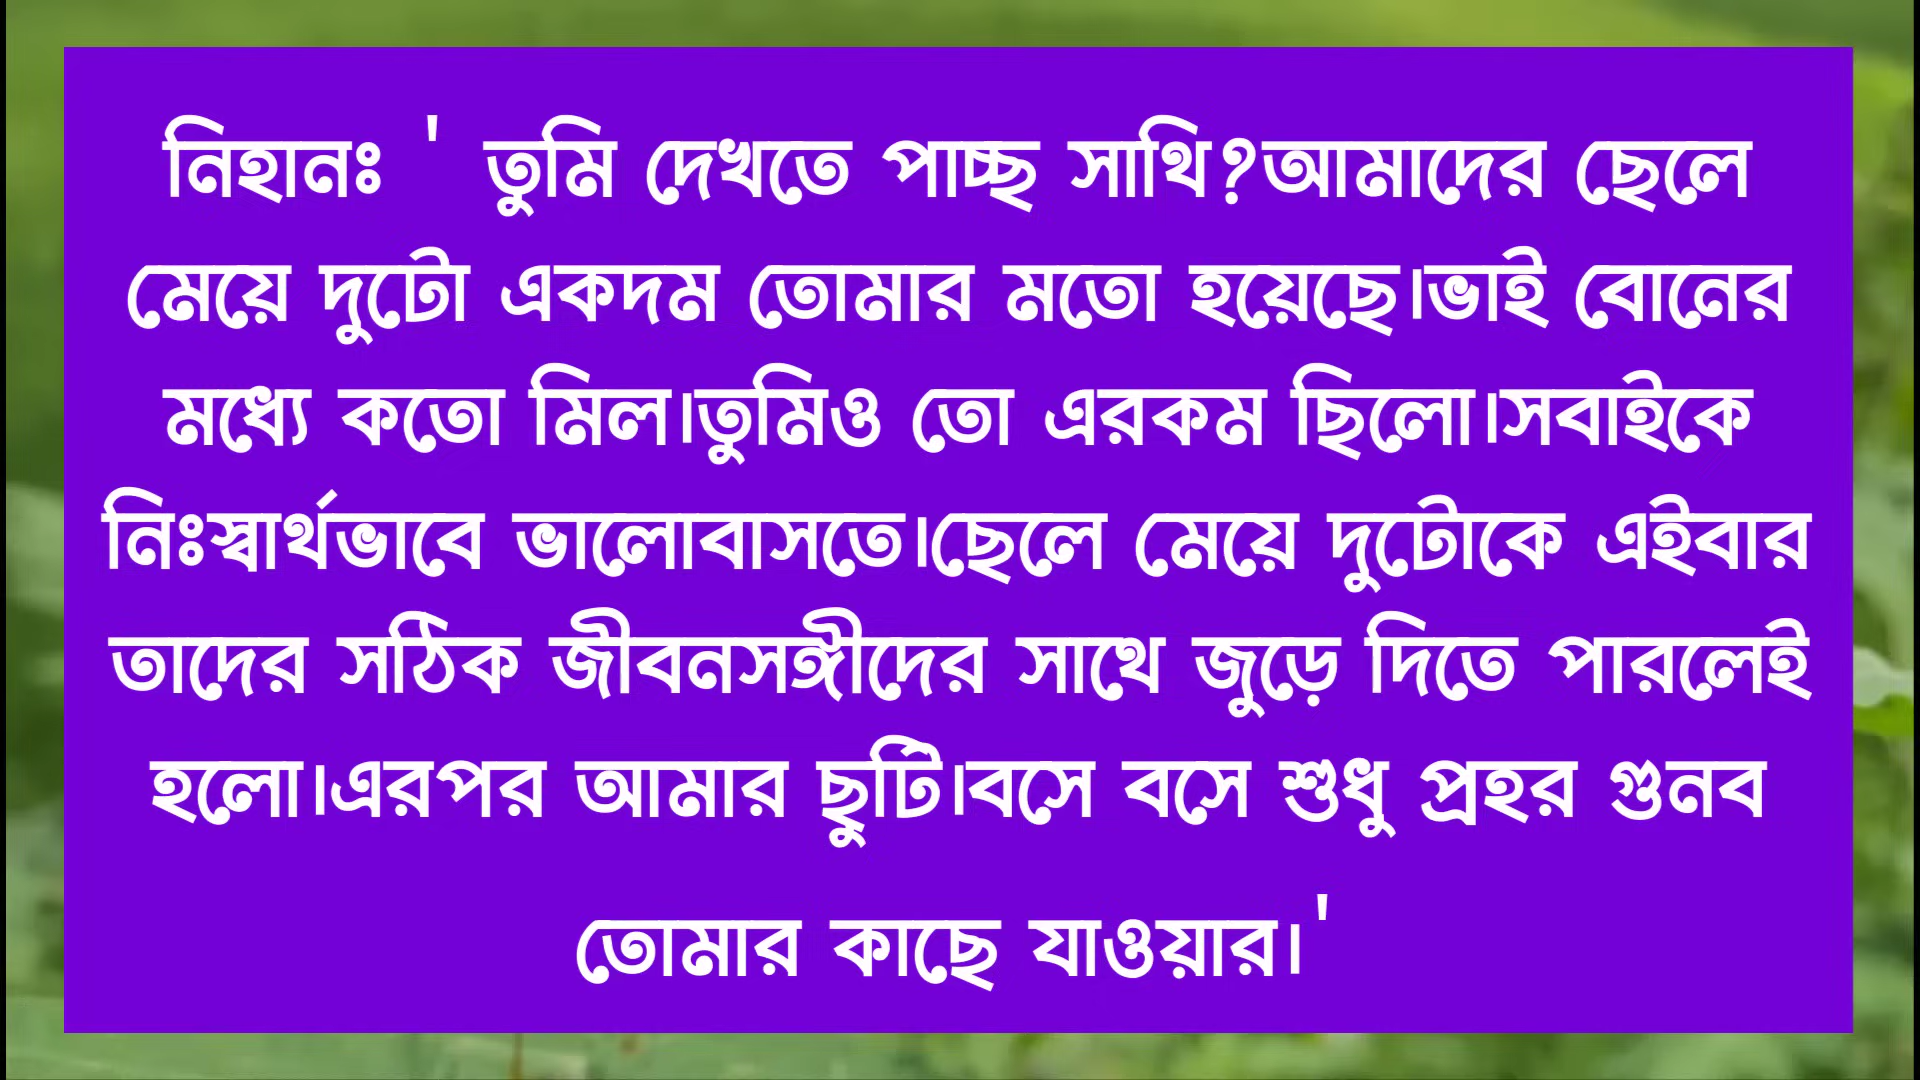 নিহানঃ ' তুমি দেখতে পাচ্ছ সাথি?আমাদের ছেলে
মেয়ে দুটো একদম তোমার মতো হয়েছে।ভাই বোনের
মধ্যে কতো মিল।তুমিও তো এরকম ছিলো।সবাইকে
নিঃস্বার্থভাবে ভালোবাসতে।ছেলে মেয়ে দুটোকে এইবার
তাদের সঠিক জীবনসঙ্গীদের সাথে জুড়ে দিতে পারলেই
হলো।এরপর আমার ছুটি।বসে বসে শুধু প্রহর গুনব
তোমার কাছে যাওয়ার।'